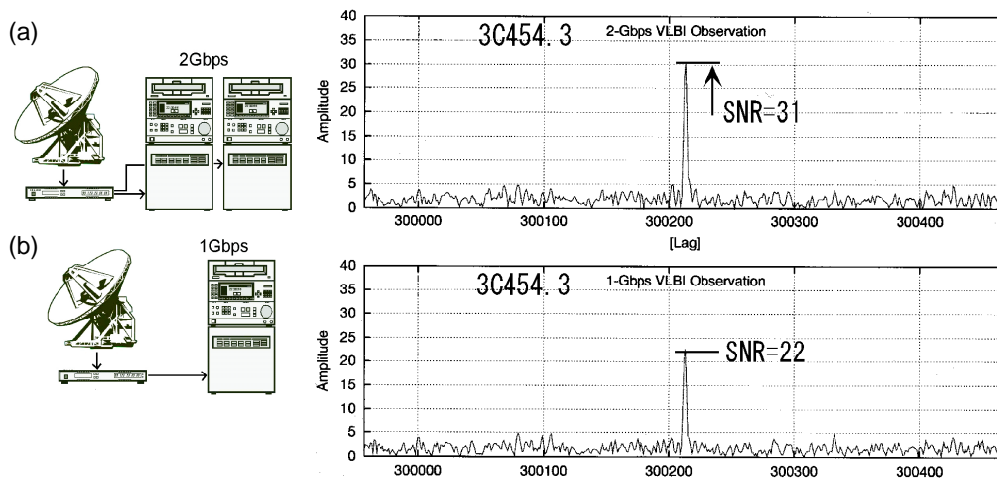 (a)
2Gbps
3C454.3
2-Gbps VLBI Observation
SNR=31
Amplitude
40
35
30
25
20
15
10
5
0
300000 300100 300200 300300 300400
[Lag]
(b)
1Gbps
3C454.3
1-Gbps VLBI Observation
SNR=22
Amplitude
40
35
30
25
20
15
10
5
0
300000 300100 300200 300300 300400